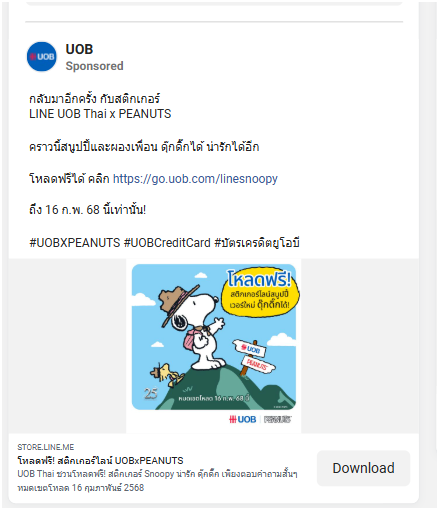 UOB
UOB
Sponsored
กลับมาอีกครั้ง กับสติกเกอร์
LINE UOB Thai x PEANUTS
คราวนี้สนูปปี้และผองเพื่อน ดุ๊กดิ๊กได้ น่ารักได้อีก
โหลดฟรีได้ คลิก https://go.uob.com/linesnoopy
ถึง 16 ก.พ. 68 นี้เท่านั้น!
#UOBXPEANUTS #UOBCreditCard #บัตรเครดิตยูโอบี
โหลดฟรี!
สติกเกอร์ไลน์สนูปปี้
เวอร์ใหม่ ดุ๊กดิ๊กได้!
UOB
PEANUTS
25
หมดเขตโหลด 16 ก.พ. 68
UOB
PEANUTS
STORE.LINE.ME
โหลดฟรี! สติกเกอร์ไลน์ UOBxPEANUTS
UOB Thai ชวนโหลดฟรี! สติกเกอร์ Snoopy น่ารัก ดุ๊กดิ๊ก เพียงตอบคำถามสั้นๆ
หมดเขตโหลด 16 กุมภาพันธ์ 2568
Download